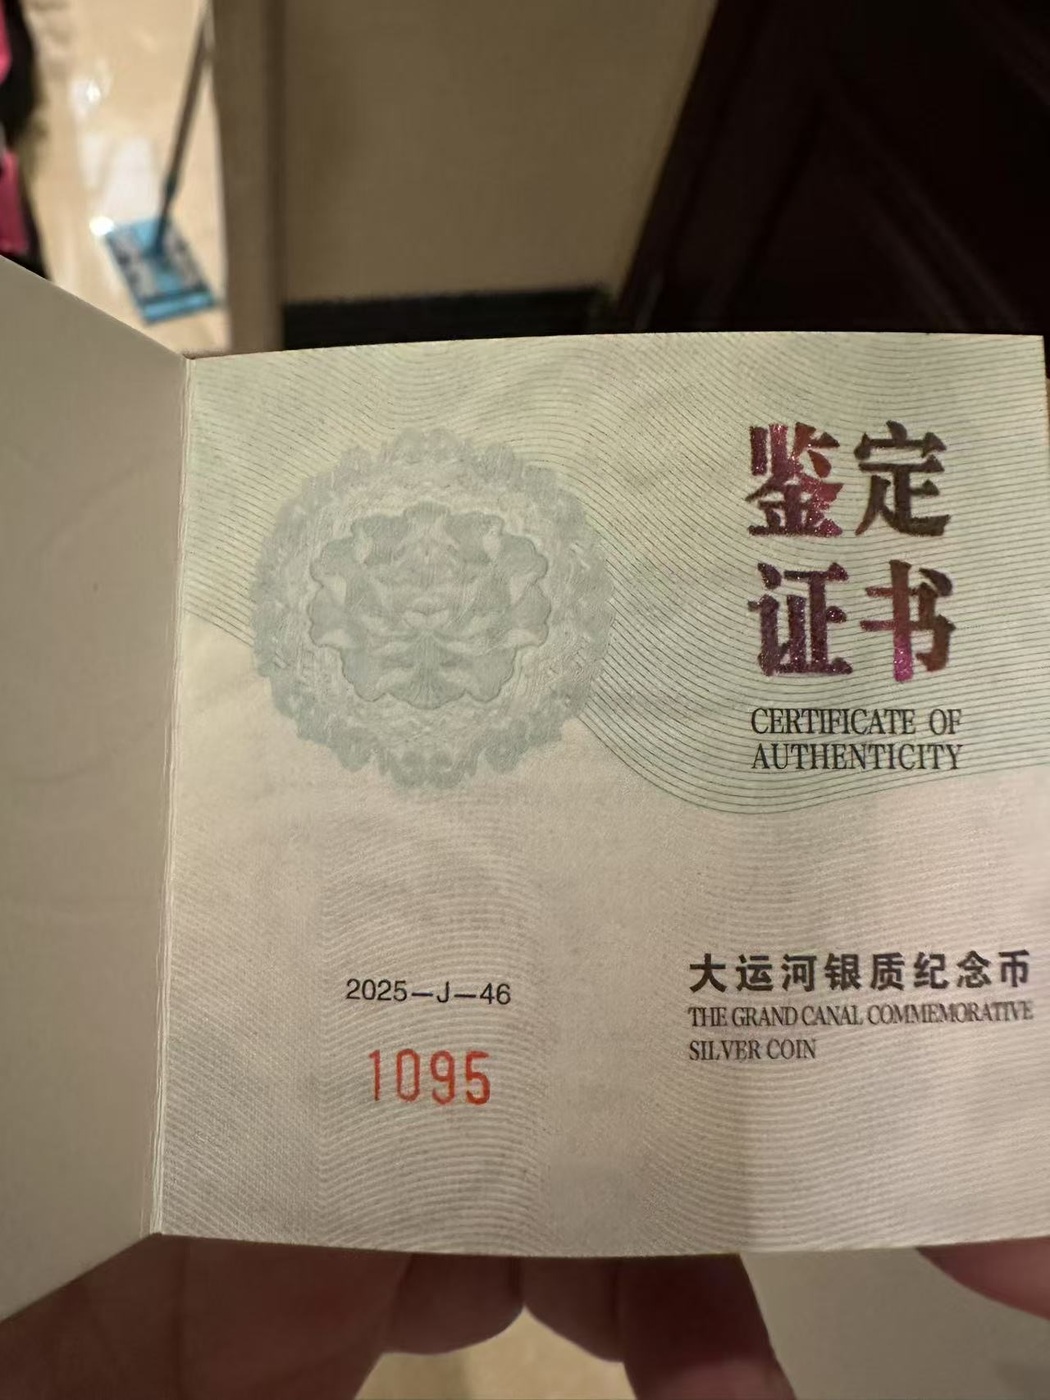 鉴定
证书
CERTIFICATE OF
AUTHENTICITY
2025—J—46
1095
大运河银质纪念币
THE GRAND CANAL COMMEMORATIVE
SILVER COIN